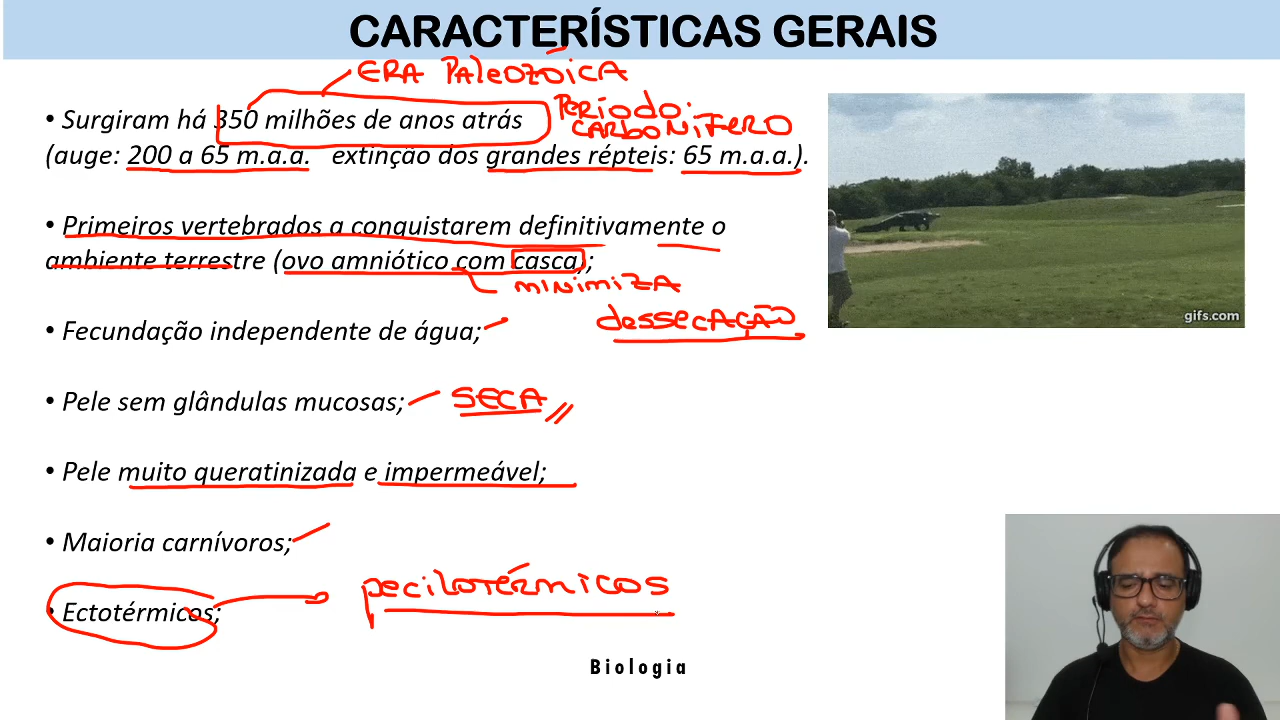 CARACTERÍSTICAS GERAIS
ERA PALEOZÓICA
• Surgiram há 350 milhões de anos atrás
PERÍODO:
CARBONÍFERO
(auge: 200 a 65 m.a.a. extinção dos grandes répteis: 65 m.a.a.).
• Primeiros vertebrados a conquistarem definitivamente o
ambiente terrestre (ovo amniótico com casca);
MINIMIZA
dessecação
• Fecundação independente de água;
• Pele sem glândulas mucosas;
SECA
• Pele muito queratinizada e impermeável;
• Maioria carnívoros;
• Ectotérmicos;
pecilotérmicos
Biologia
gifs.com